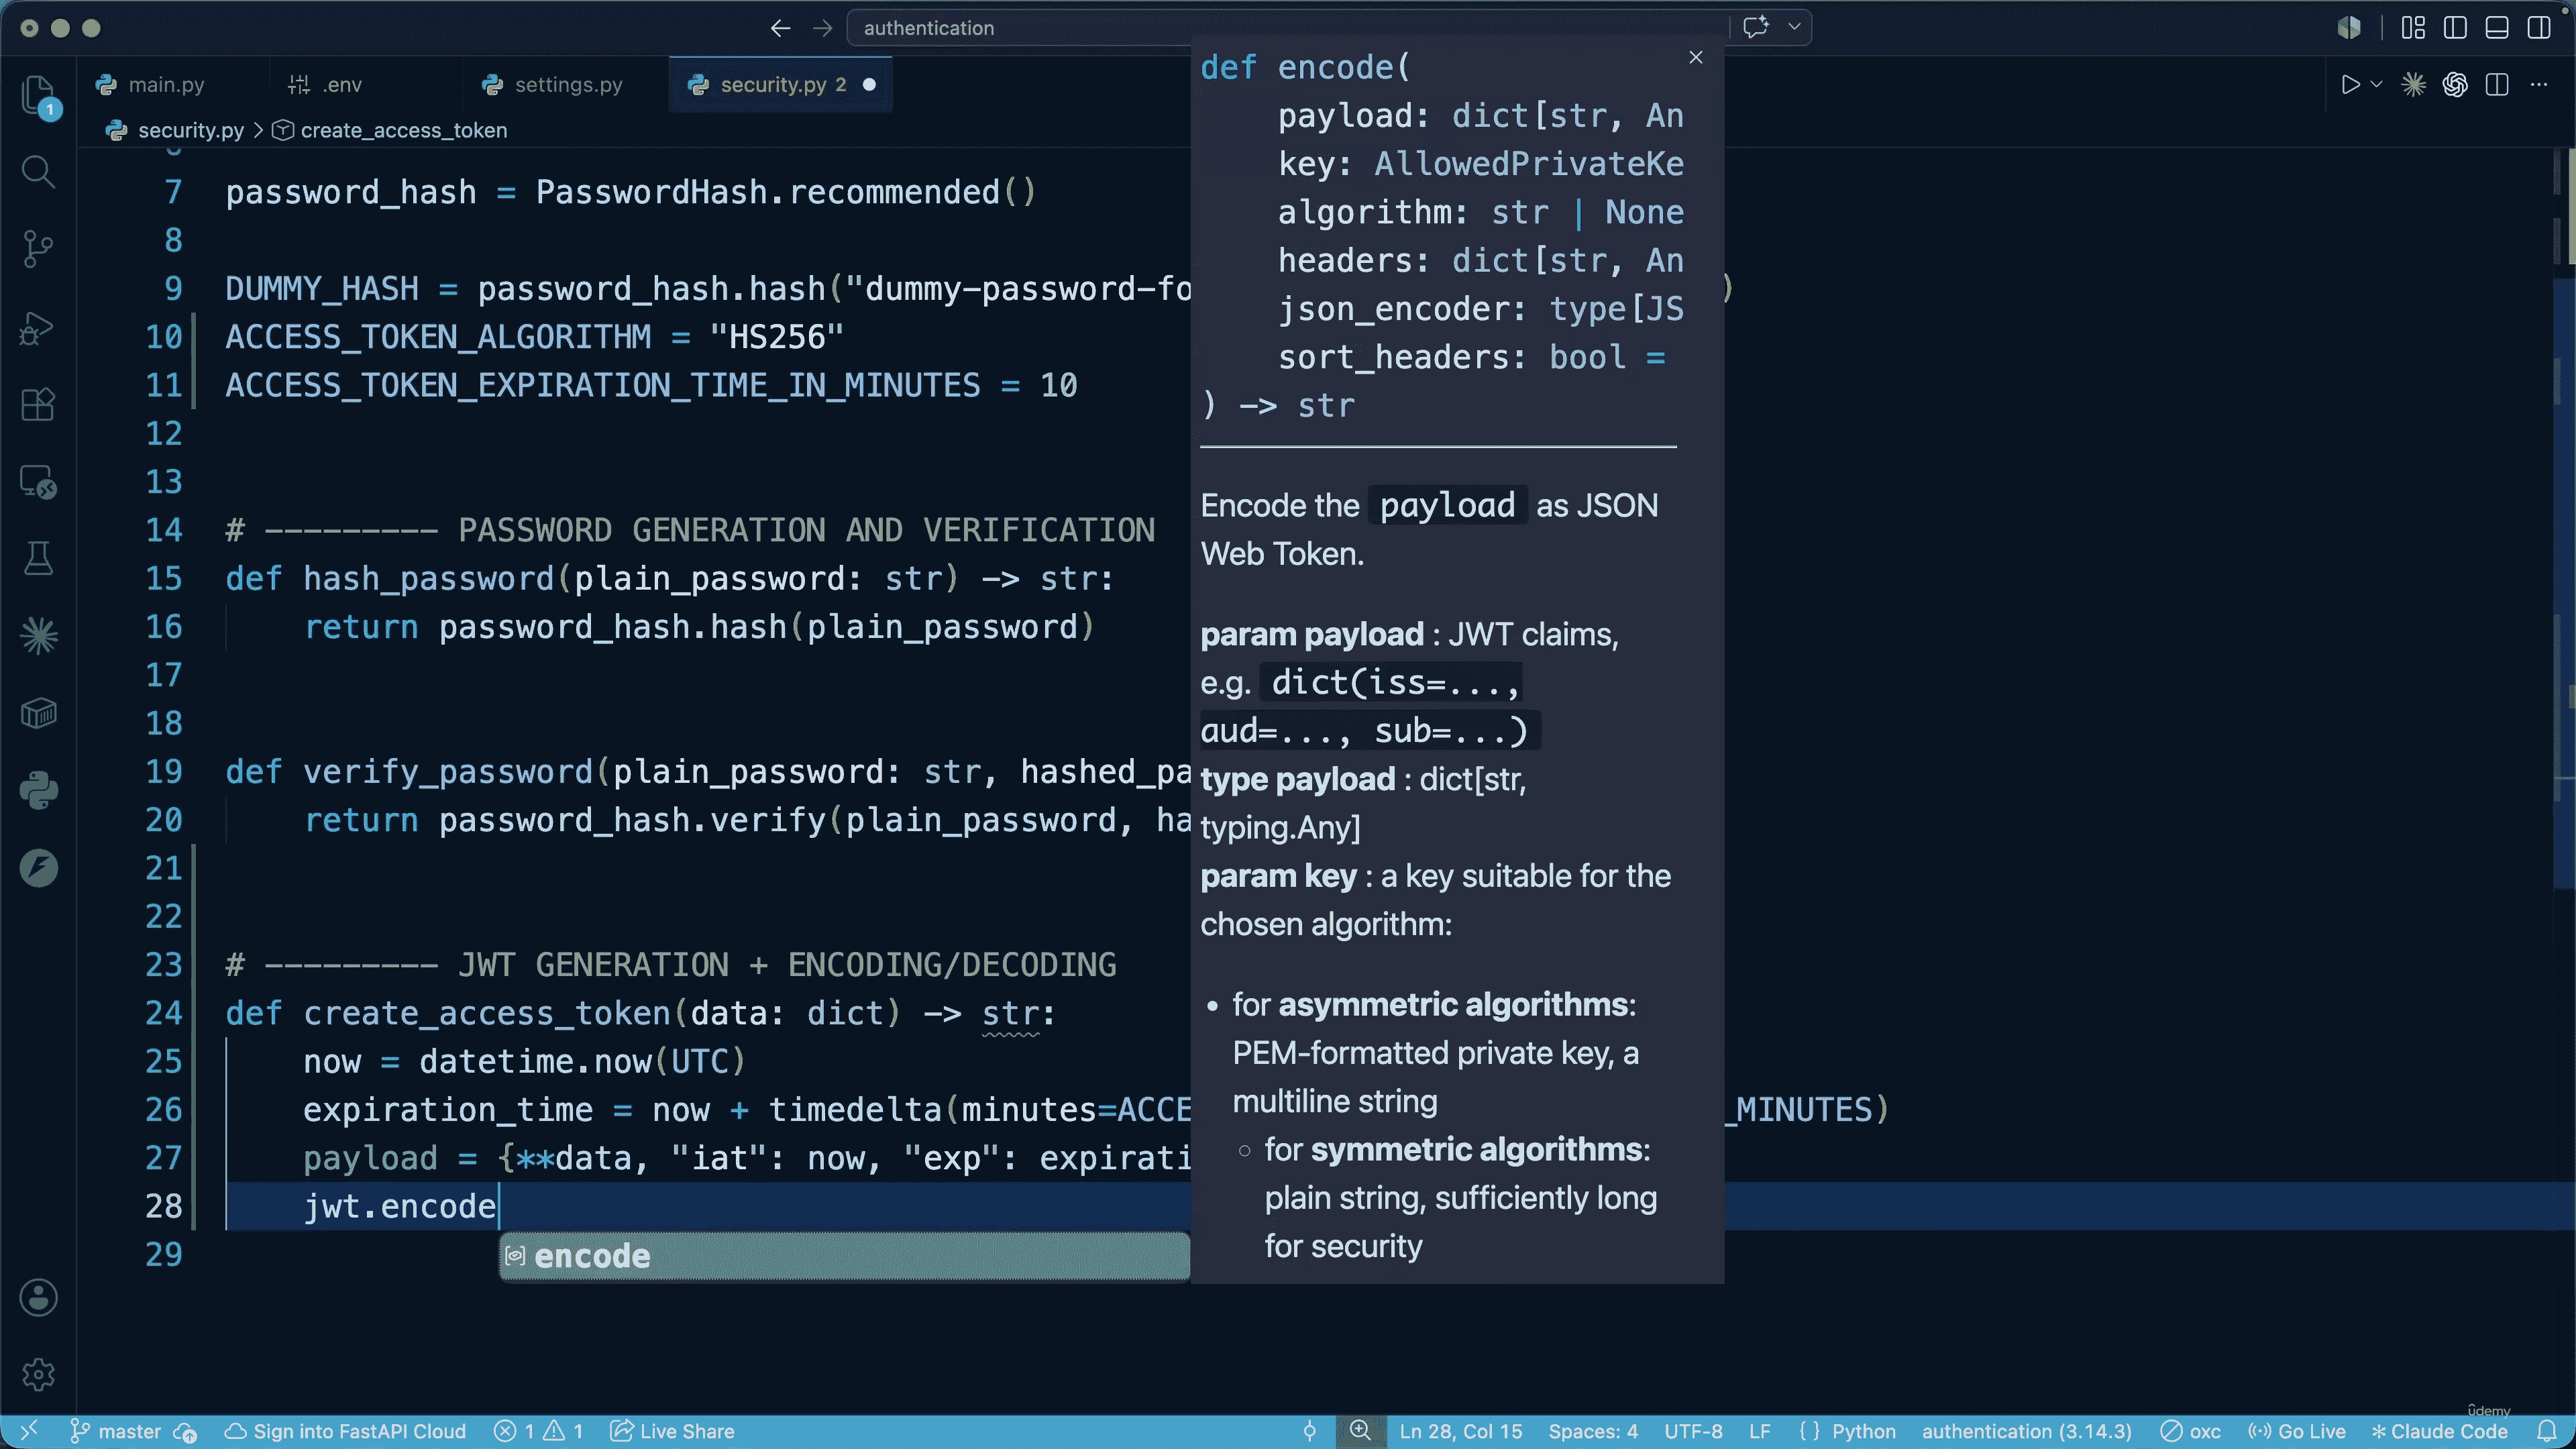 authentication
main.py
.env
settings.py
security.py 2
security.py > create_access_token
1
7 password_hash = PasswordHash.recommended()
8
9 DUMMY_HASH = password_hash.hash("dummy-password-fo )
10 ACCESS_TOKEN_ALGORITHM = "HS256"
11 ACCESS_TOKEN_EXPIRATION_TIME_IN_MINUTES = 10
12
13
14 # --------- PASSWORD GENERATION AND VERIFICATION
15 def hash_password(plain_password: str) -> str:
16 return password_hash.hash(plain_password)
17
18
19 def verify_password(plain_password: str, hashed_pa
20 return password_hash.verify(plain_password, ha
21
22
23 # --------- JWT GENERATION + ENCODING/DECODING
24 def create_access_token(data: dict) -> str:
25 now = datetime.now(UTC)
26 expiration_time = now + timedelta(minutes=ACCE _MINUTES)
27 payload = {**data, "iat": now, "exp": expirati
28 jwt.encode
29
encode
def encode(
payload: dict[str, An
key: AllowedPrivateKe
algorithm: str | None
headers: dict[str, An
json_encoder: type[JS
sort_headers: bool =
) -> str
Encode the payload as JSON
Web Token.
param payload : JWT claims,
e.g. dict(iss=...,
aud=..., sub=...)
type payload : dict[str,
typing.Any]
param key : a key suitable for the
chosen algorithm:
• for asymmetric algorithms:
PEM-formatted private key, a
multiline string
○ for symmetric algorithms:
plain string, sufficiently long
for security
udemy
master
Sign into FastAPI Cloud
1 1
Live Share
Ln 28, Col 15
Spaces: 4
UTF-8
LF
{ } Python
authentication (3.14.3)
oxc
Go Live
Claude Code